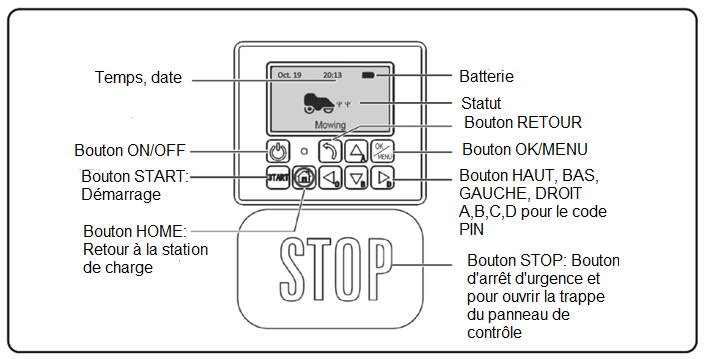 Temps, date
Oct. 19 20:13
Batterie
Statut
Mowing
Bouton RETOUR
Bouton ON/OFF
A
OK/MENU
Bouton OK/MENU
Bouton START:
Démarrage
START
B
D
Bouton HAUT, BAS,
GAUCHE, DROIT
A,B,C,D pour le code
PIN
Bouton HOME:
Retour à la station
de charge
STOP
Bouton STOP: Bouton
d'arrêt d'urgence et
pour ouvrir la trappe
du panneau de
contrôle